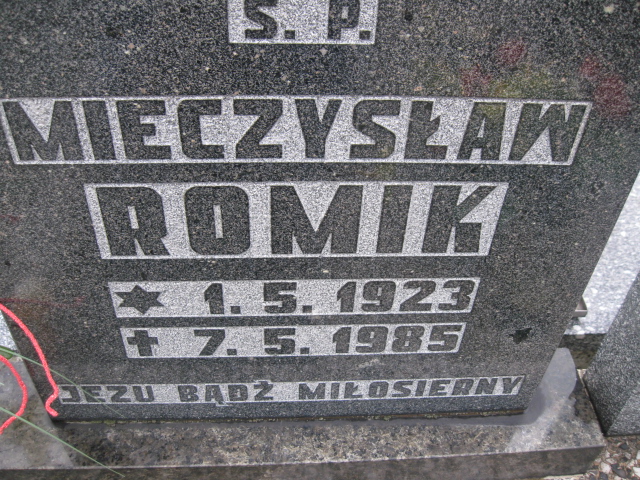 Ś. P.
MIECZYSŁAW
ROMIK
✶ 1. 5. 1923
✝ 7. 5. 1985
JEZU BĄDŹ MIŁOSIERNY